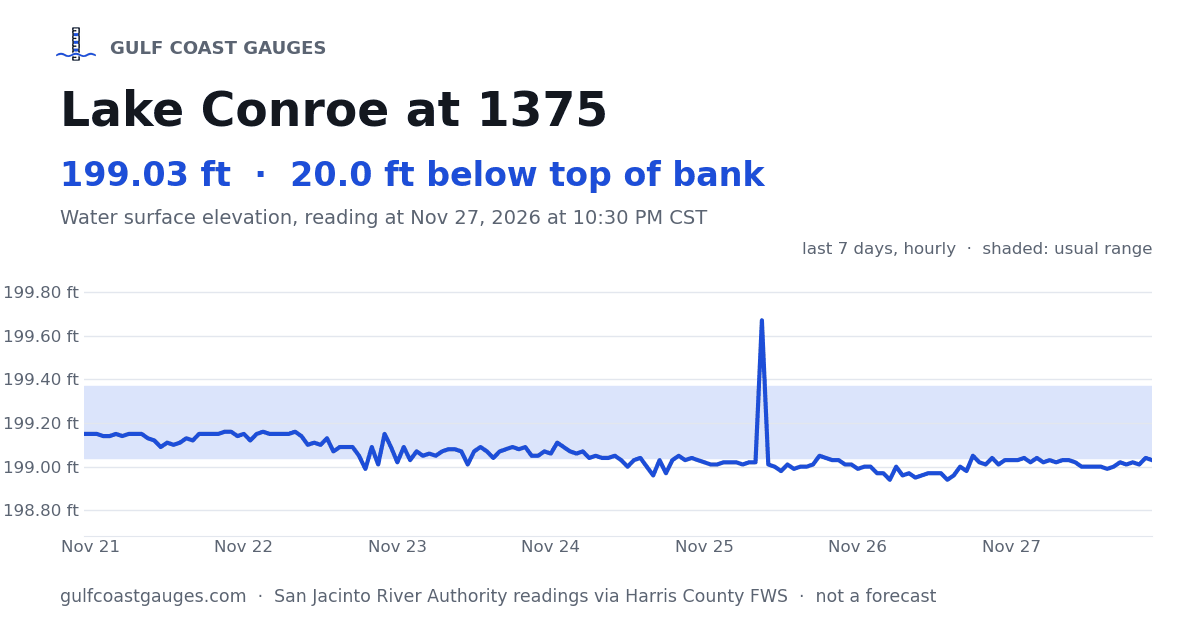 GULF COAST GAUGES
Lake Conroe at 1375
199.03 ft · 20.0 ft below top of bank
Water surface elevation, reading at Nov 27, 2026 at 10:30 PM CST
last 7 days, hourly · shaded: usual range
199.80 ft
199.60 ft
199.40 ft
199.20 ft
199.00 ft
198.80 ft
Nov 21 Nov 22 Nov 23 Nov 24 Nov 25 Nov 26 Nov 27
gulfcoastgauges.com · San Jacinto River Authority readings via Harris County FWS · not a forecast